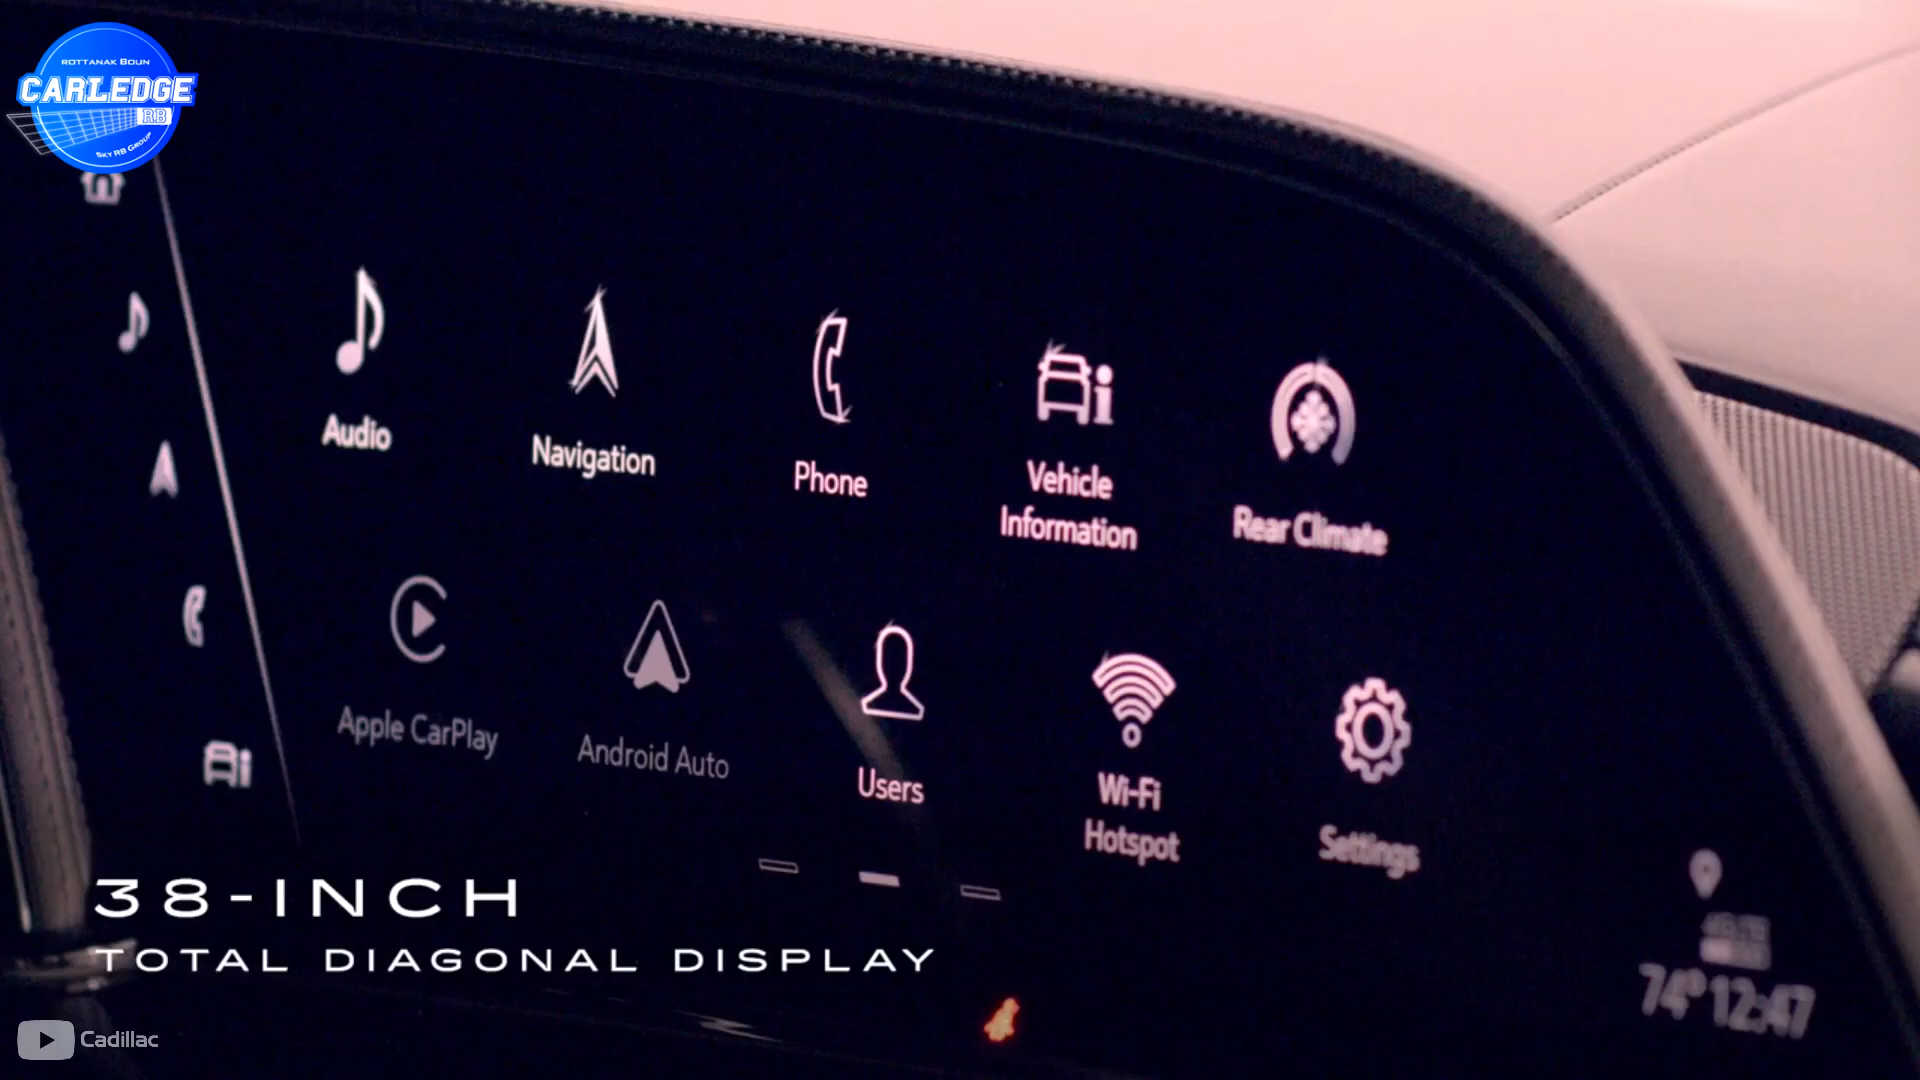 ROTTANAK BOUN
CARLEDGE
RB
SKY RB GROUP
Audio
Navigation
Phone
Vehicle
Information
Rear Climate
Apple CarPlay
Android Auto
Users
Wi-Fi
Hotspot
Settings
38-INCH
TOTAL DIAGONAL DISPLAY
74° 12:47
Cadillac